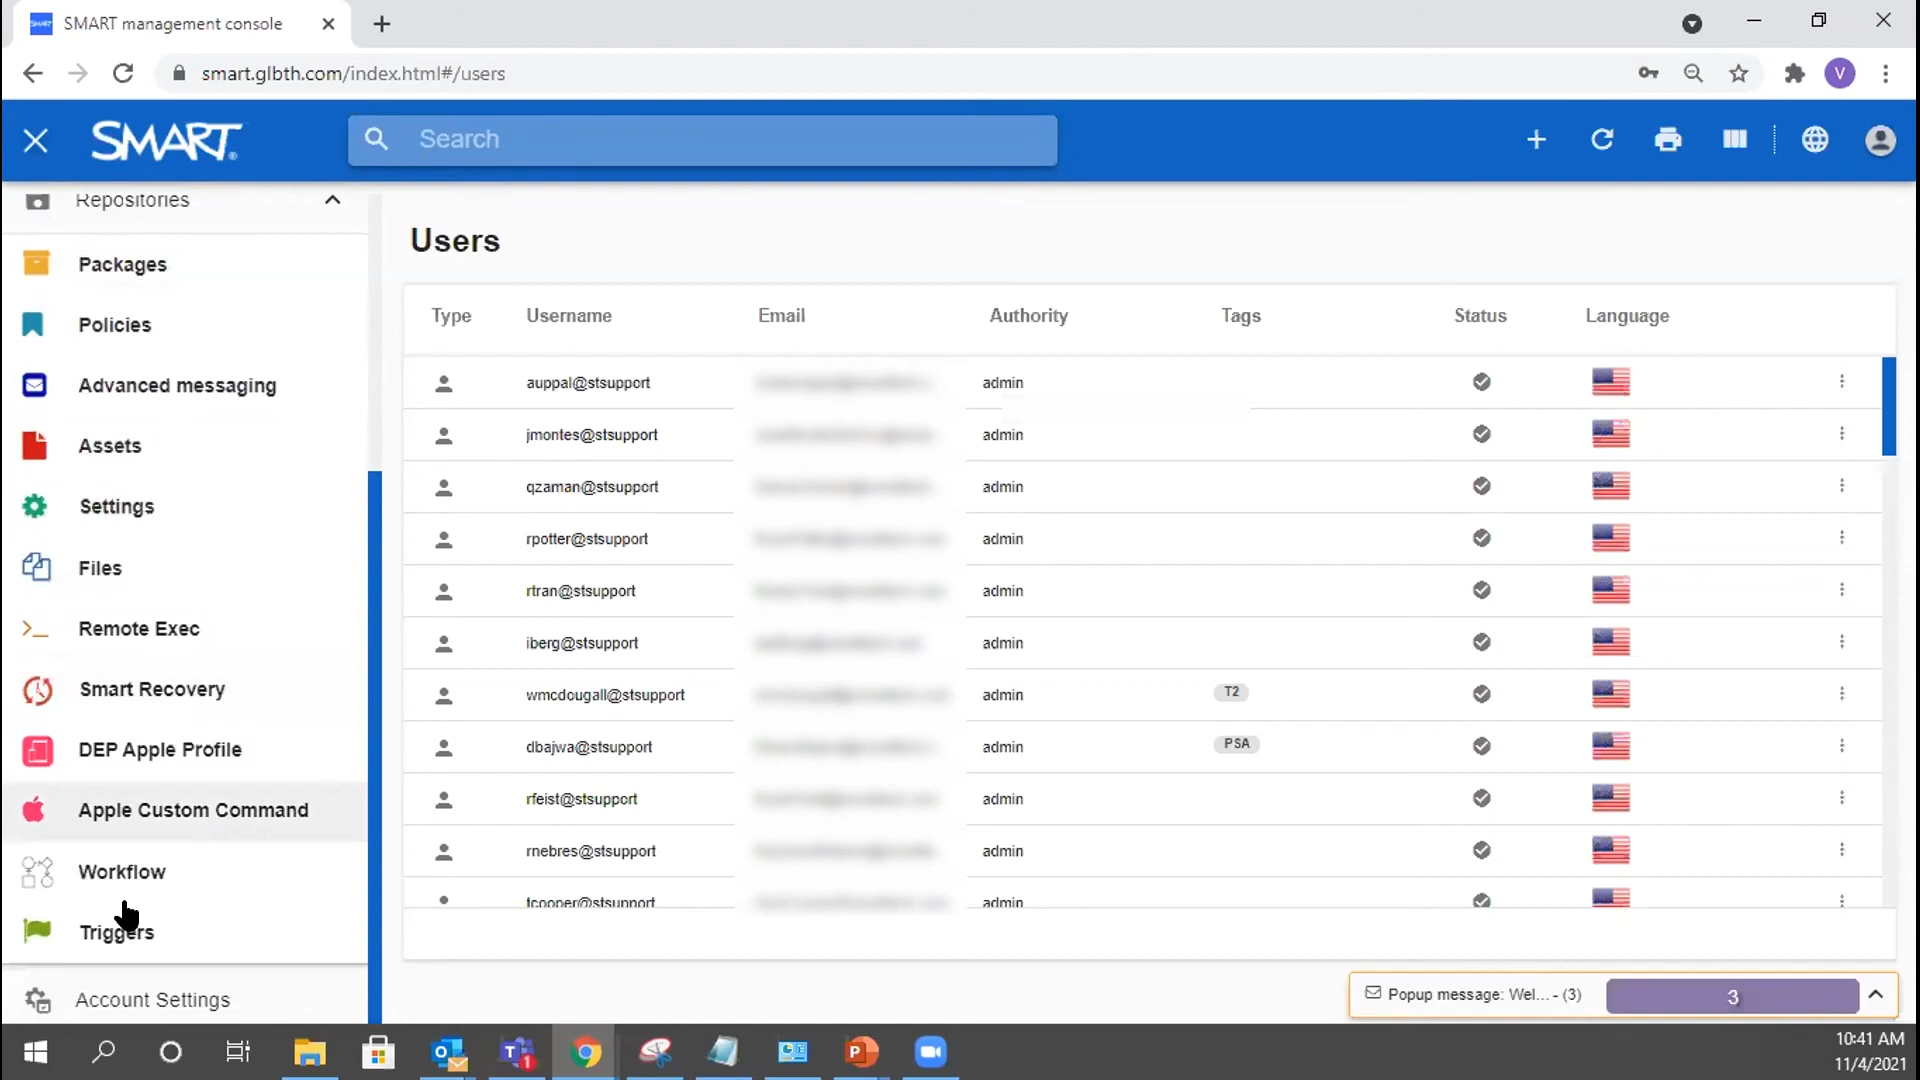 SMART management console
smart.glbth.com/index.html#/users
V
SMART
Search
Repositories
Packages
Policies
Advanced messaging
Assets
Settings
Files
Remote Exec
Smart Recovery
DEP Apple Profile
Apple Custom Command
Workflow
Triggers
Account Settings
Users
Type Username Email Authority Tags Status Language
auppal@stsupport admin
jmontes@stsupport admin
qzaman@stsupport admin
rpotter@stsupport admin
rtran@stsupport admin
iberg@stsupport admin
wmcdougall@stsupport admin T2
dbajwa@stsupport admin PSA
rfeist@stsupport admin
rnebres@stsupport admin
tcooper@stsupport admin
Popup message: Wel... - (3) 3
10:41 AM
11/4/2021